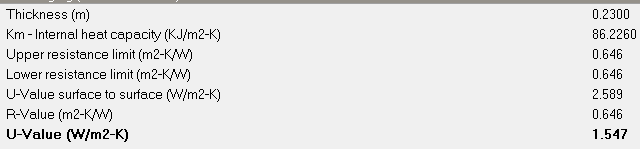 Thickness (m) 0.2300
Km - Internal heat capacity (KJ/m2-K) 86.2260
Upper resistance limit (m2-K/W) 0.646
Lower resistance limit (m2-K/W) 0.646
U-Value surface to surface (W/m2-K) 2.589
R-Value (m2-K/W) 0.646
U-Value (W/m2-K) 1.547